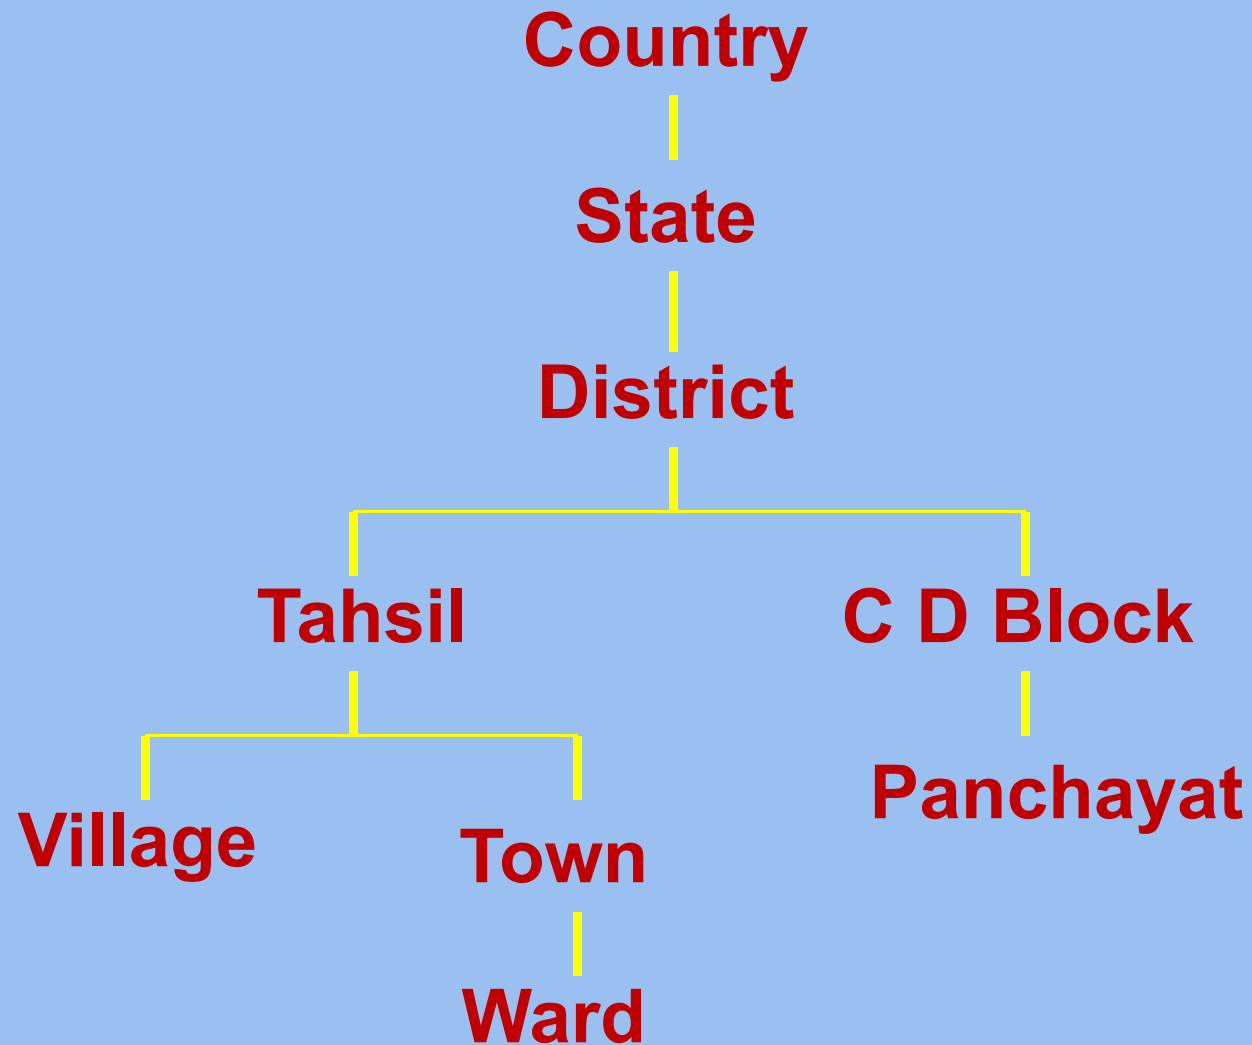 Country
State
District
Tahsil
C D Block
Village
Town
Panchayat
Ward